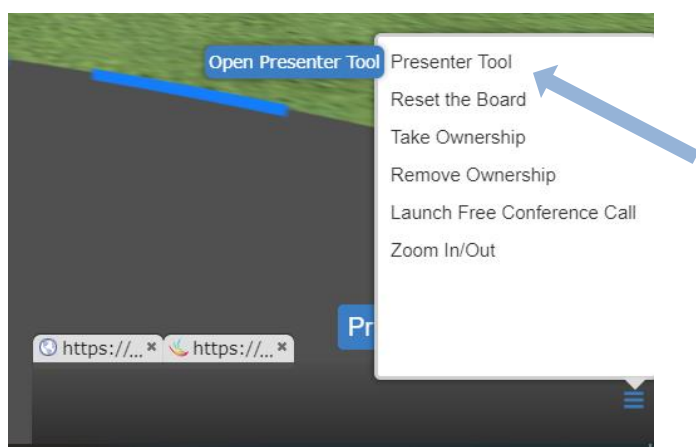 Open Presenter Tool
Presenter Tool
Reset the Board
Take Ownership
Remove Ownership
Launch Free Conference Call
Zoom In/Out
Pr
https://... ×
https://... ×